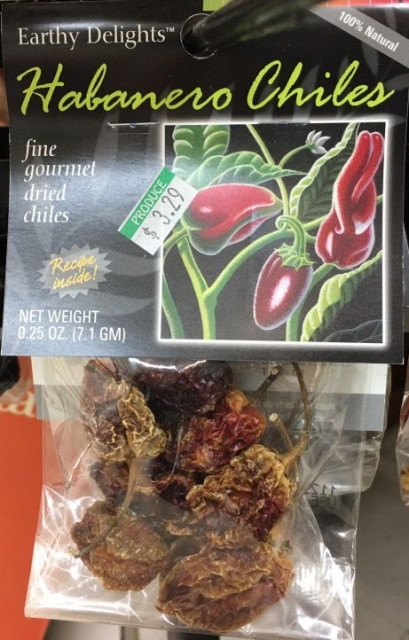 Earthy Delights™
100% Natural
Habanero Chiles
fine
gourmet
dried
chiles
PRODUCE
$ 3.29
Recipe
inside!
NET WEIGHT
0.25 OZ. (7.1 GM)